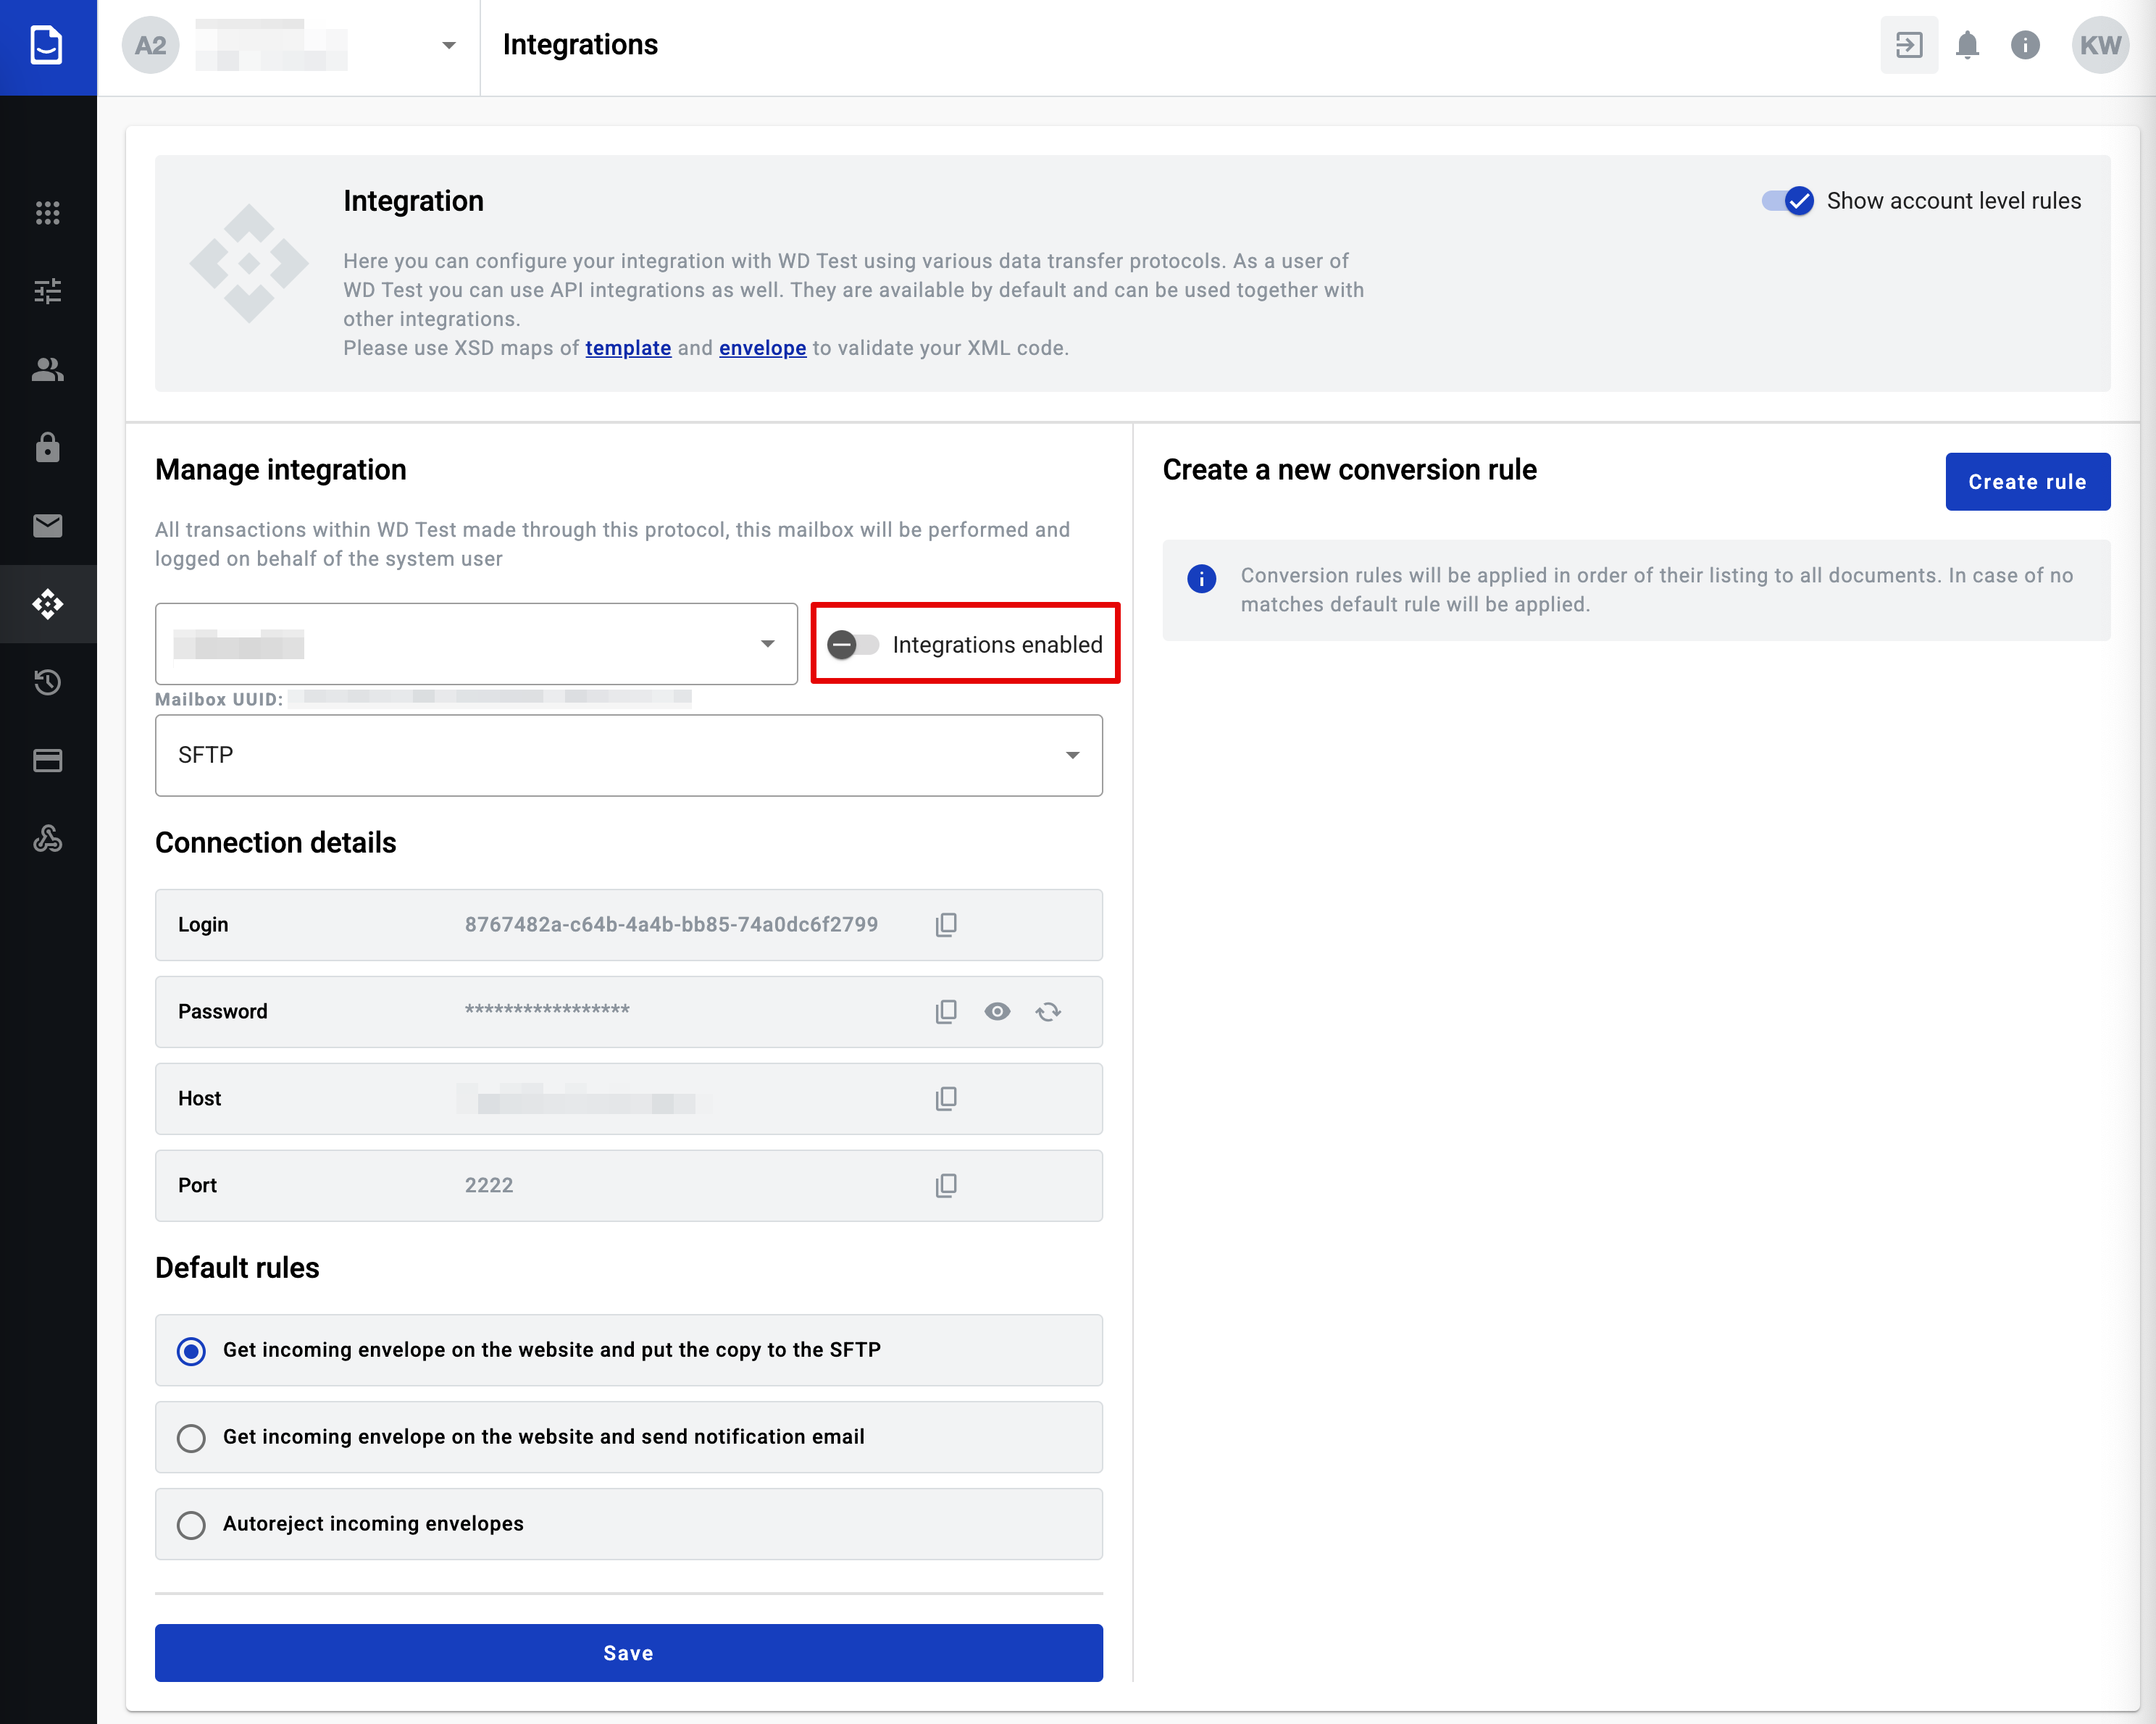 A2
Integrations
KW
Integration
Show account level rules
Here you can configure your integration with WD Test using various data transfer protocols. As a user of
WD Test you can use API integrations as well. They are available by default and can be used together with
other integrations.
Please use XSD maps of template and envelope to validate your XML code.
Manage integration
All transactions within WD Test made through this protocol, this mailbox will be performed and
logged on behalf of the system user
Integrations enabled
Mailbox UUID:
SFTP
Connection details
Login 8767482a-c64b-4a4b-bb85-74a0dc6f2799
Password *****************
Host
Port 2222
Default rules
Get incoming envelope on the website and put the copy to the SFTP
Get incoming envelope on the website and send notification email
Autoreject incoming envelopes
Save
Create a new conversion rule
Create rule
Conversion rules will be applied in order of their listing to all documents. In case of no
matches default rule will be applied.